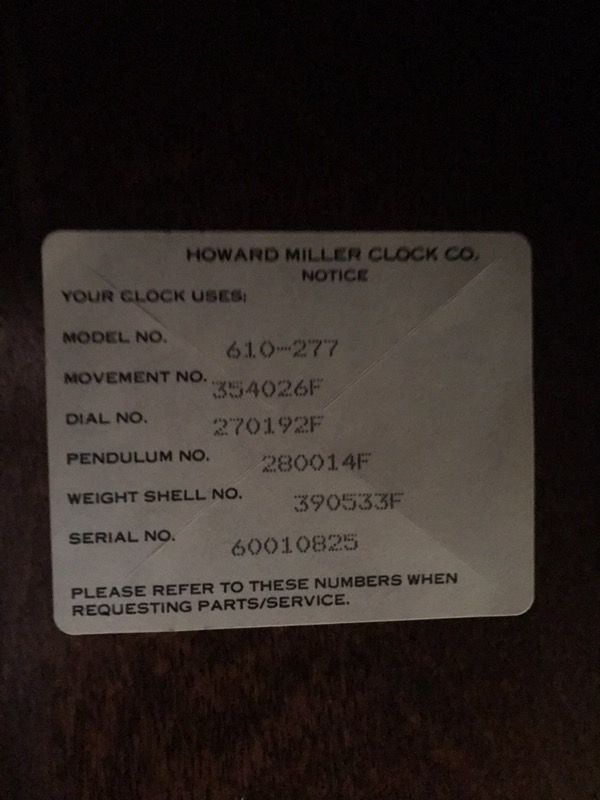 HOWARD MILLER CLOCK CO.
NOTICE
YOUR CLOCK USES:
MODEL NO. 610-277
MOVEMENT NO. 354026F
DIAL NO. 270192F
PENDULUM NO. 280014F
WEIGHT SHELL NO. 390533F
SERIAL NO. 60010825
PLEASE REFER TO THESE NUMBERS WHEN
REQUESTING PARTS/SERVICE.